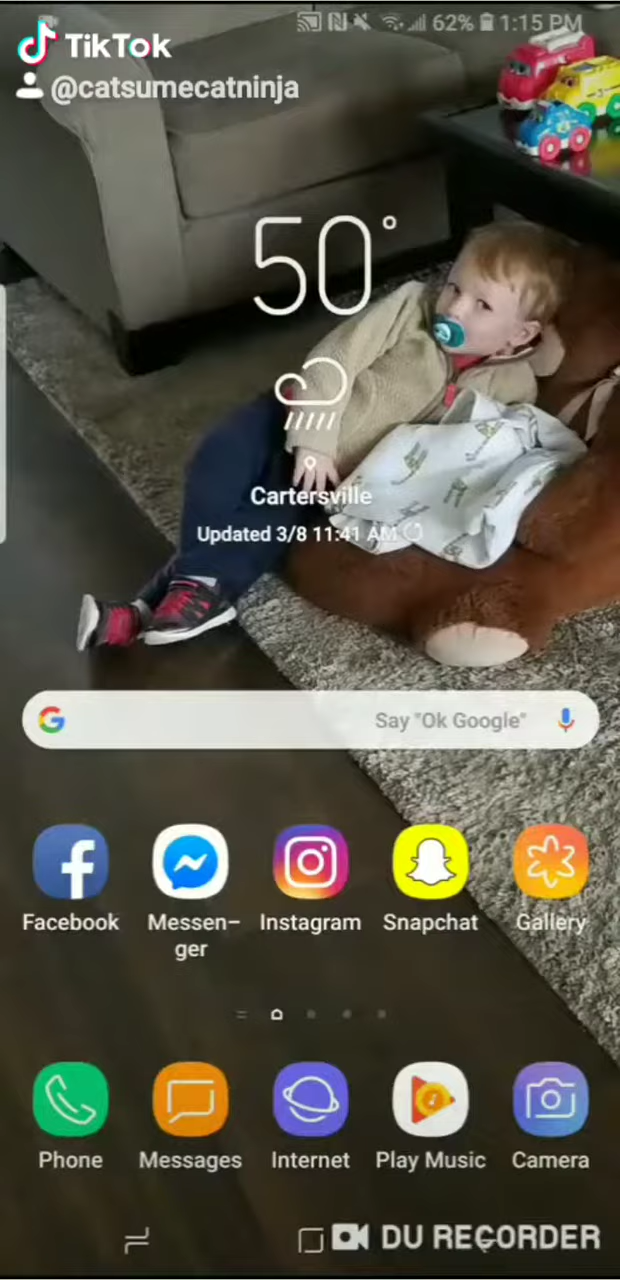 62% 1:15 PM
TikTok
@catsumecatninja
50°
Cartersville
Updated 3/8 11:41 AM
Say "Ok Google"
Facebook
Messen-
ger
Instagram
Snapchat
Gallery
Phone
Messages
Internet
Play Music
Camera
DU RECORDER